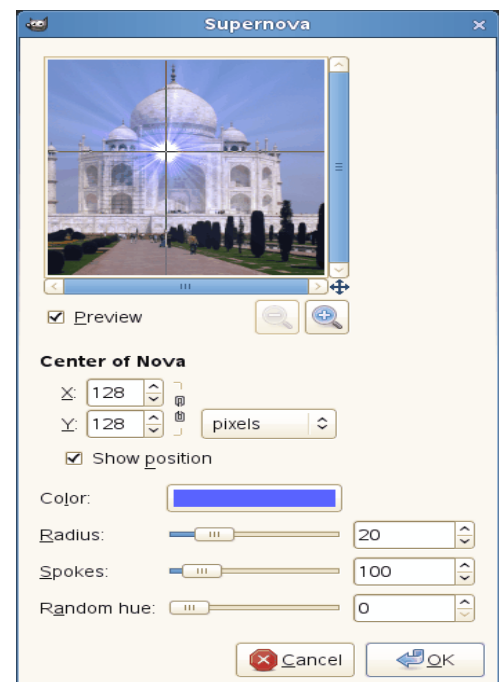 Supernova
Preview
Center of Nova
X: 128
Y: 128 pixels
Show position
Color:
Radius: 20
Spokes: 100
Random hue: 0
Cancel OK